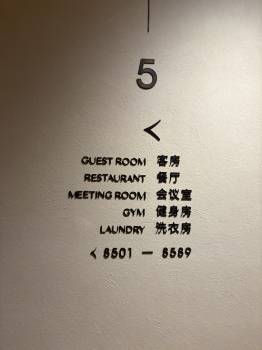 5
<
GUEST ROOM 客房
RESTAURANT 餐厅
MEETING ROOM 会议室
GYM 健身房
LAUNDRY 洗衣房
< 8501 — 8589